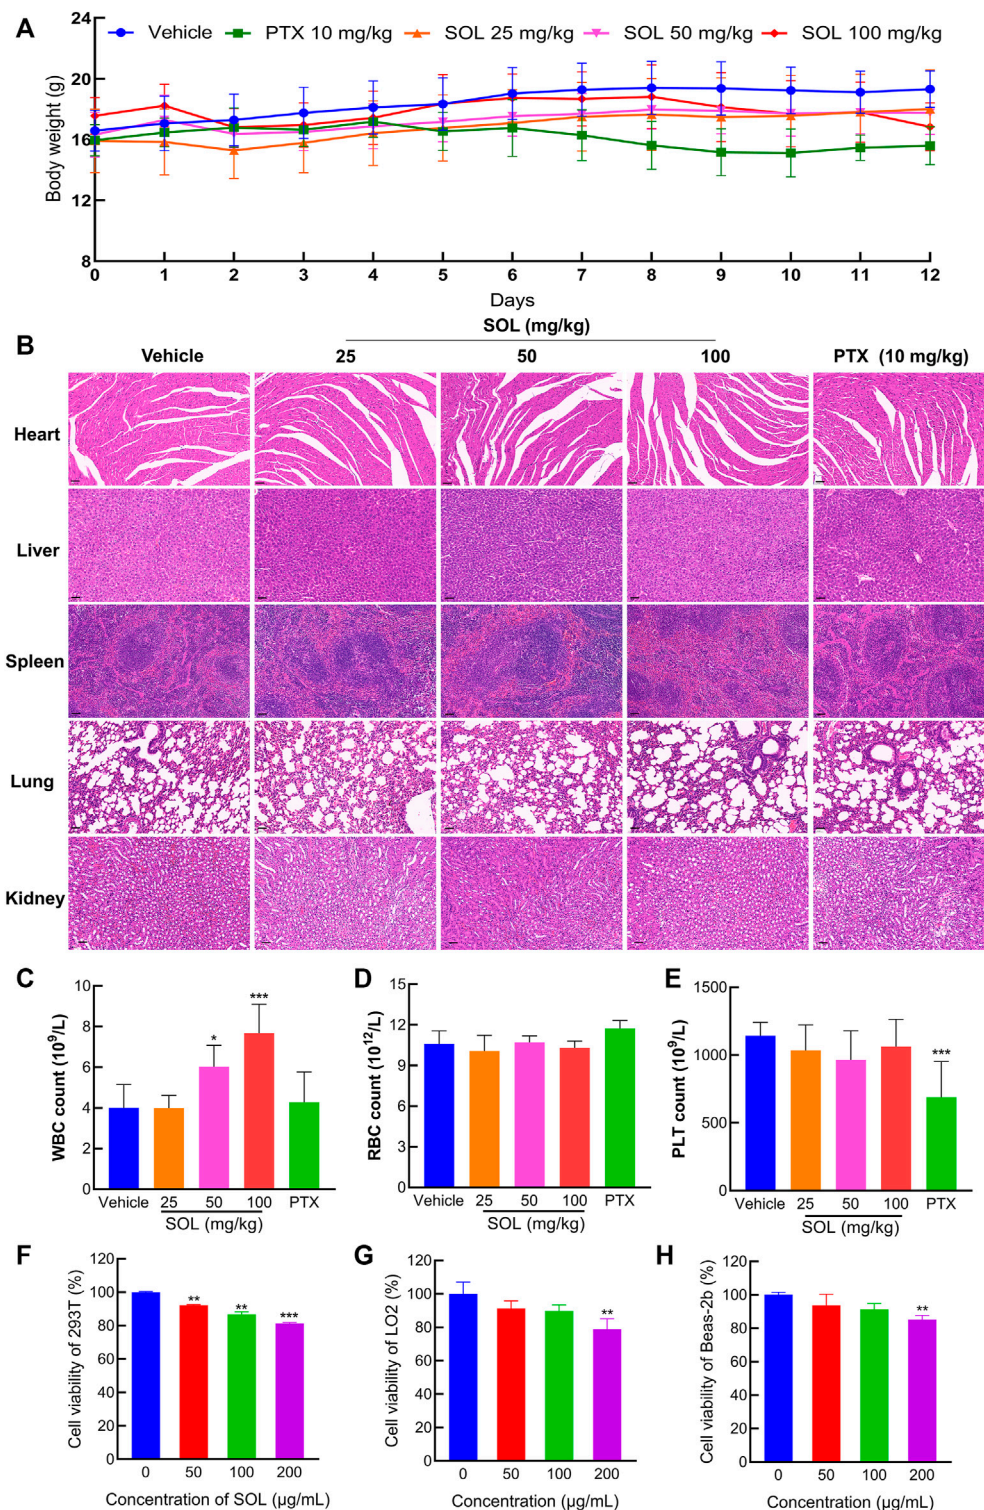 A
Vehicle PTX 10 mg/kg SOL 25 mg/kg SOL 50 mg/kg SOL 100 mg/kg
24
20
16
12
8
Body weight (g)
0 1 2 3 4 5 6 7 8 9 10 11 12
Days
B
SOL (mg/kg)
Vehicle 25 50 100 PTX (10 mg/kg)
Heart
Liver
Spleen
Lung
Kidney
C
WBC count (10⁹/L)
10
8
6
4
2
0
* ***
Vehicle 25 50 100 PTX
SOL (mg/kg)
D
RBC count (10¹²/L)
15
12
9
6
3
0
Vehicle 25 50 100 PTX
SOL (mg/kg)
E
PLT count (10⁹/L)
1500
1000
500
0
***
Vehicle 25 50 100 PTX
SOL (mg/kg)
F
Cell viability of 293T (%)
120
100
80
60
40
20
0
** ** ***
0 50 100 200
Concentration of SOL (µg/mL)
G
Cell viability of LO2 (%)
120
100
80
60
40
20
0
**
0 50 100 200
Concentration (µg/mL)
H
Cell viability of Beas-2b (%)
120
100
80
60
40
20
0
**
0 50 100 200
Concentration (µg/mL)